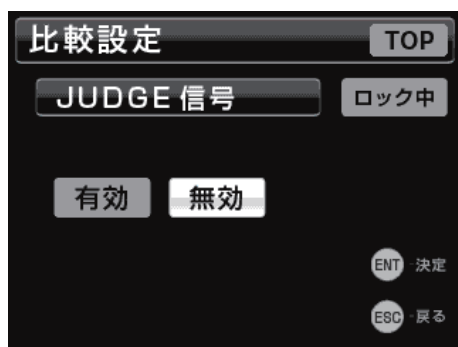 比較設定 TOP
JUDGE 信号 ロック中
有効 無効
ENT - 決定
ESC - 戻る